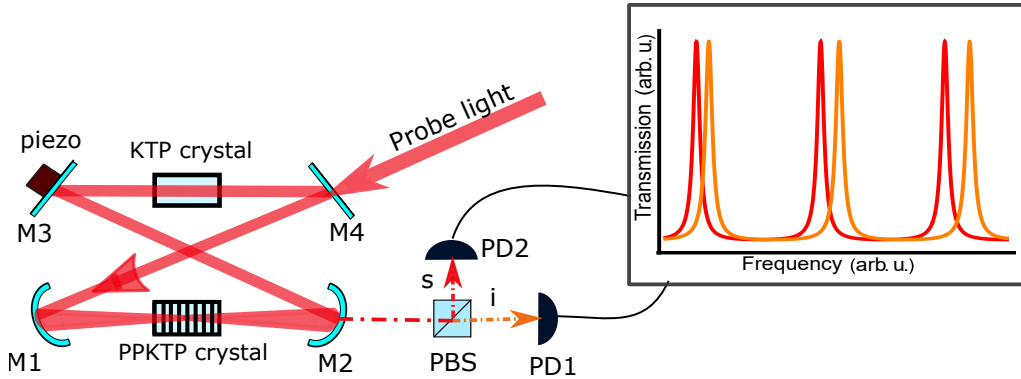 Probe light
piezo
KTP crystal
M3
M4
PD2
s
i
M1
PPKTP crystal
M2
PBS
PD1
Transmission (arb. u.)
Frequency (arb. u.)